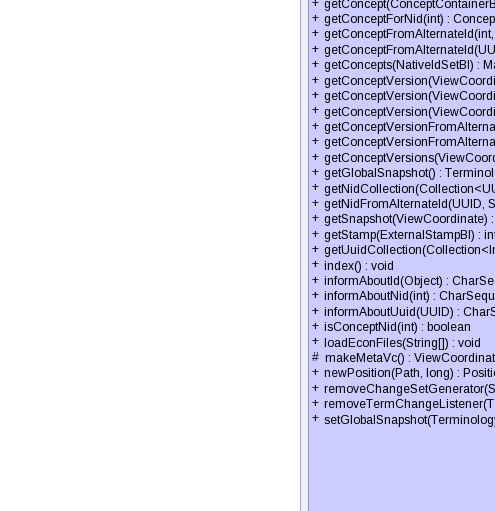 + getConcept(ConceptContainerB
+ getConceptForNid(int) : Concep
+ getConceptFromAlternateId(int,
+ getConceptFromAlternateId(UU
+ getConcepts(NativeIdSetBI) : Ma
+ getConceptVersion(ViewCoordi
+ getConceptVersion(ViewCoordi
+ getConceptVersion(ViewCoordi
+ getConceptVersionFromAlterna
+ getConceptVersionFromAlterna
+ getConceptVersions(ViewCoord
+ getGlobalSnapshot() : Terminol
+ getNidCollection(Collection<UU
+ getNidFromAlternateId(UUID, S
+ getSnapshot(ViewCoordinate) :
+ getStamp(ExternalStampBI) : int
+ getUuidCollection(Collection<In
+ index() : void
+ informAboutId(Object) : CharSe
+ informAboutNid(int) : CharSequ
+ informAboutUuid(UUID) : CharS
+ isConceptNid(int) : boolean
+ loadEconFiles(String[]) : void
# makeMetaVc() : ViewCoordinat
+ newPosition(Path, long) : Positi
+ removeChangeSetGenerator(S
+ removeTermChangeListener(T
+ setGlobalSnapshot(Terminology